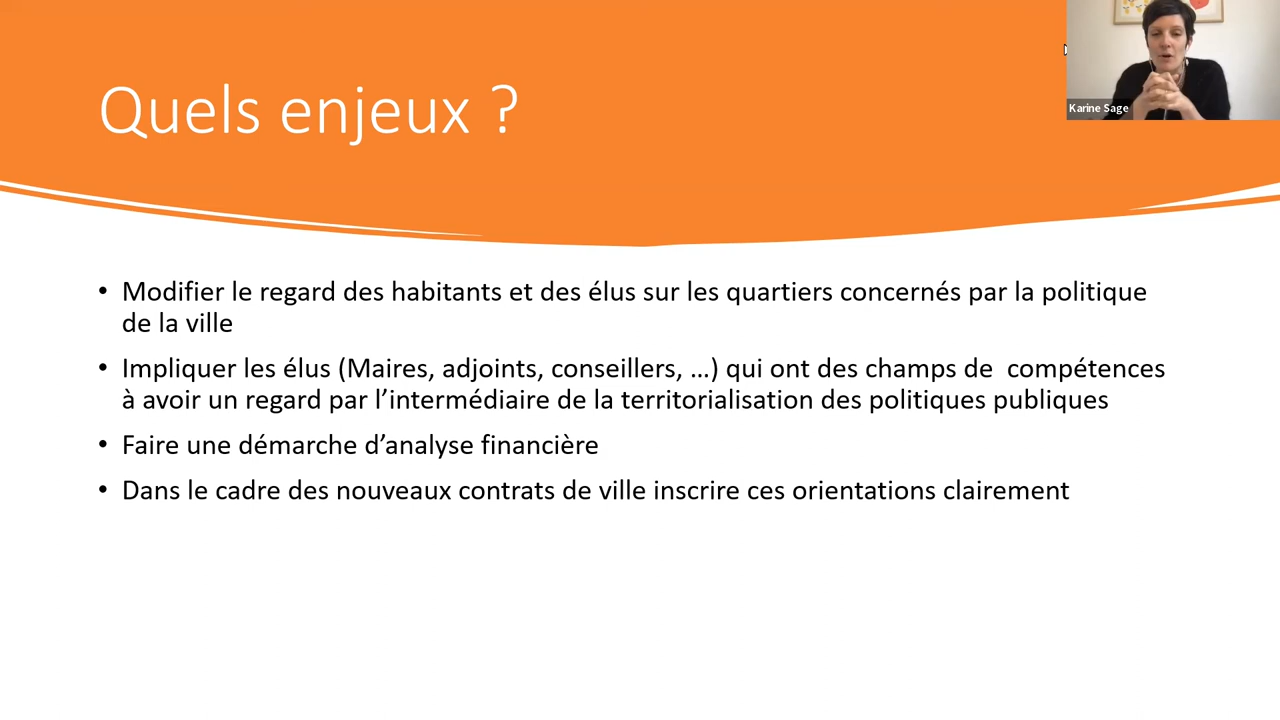 Quels enjeux ?
Karine Sage
• Modifier le regard des habitants et des élus sur les quartiers concernés par la politique
de la ville
• Impliquer les élus (Maires, adjoints, conseillers, …) qui ont des champs de  compétences
à avoir un regard par l’intermédiaire de la territorialisation des politiques publiques
• Faire une démarche d’analyse financière
• Dans le cadre des nouveaux contrats de ville inscrire ces orientations clairement